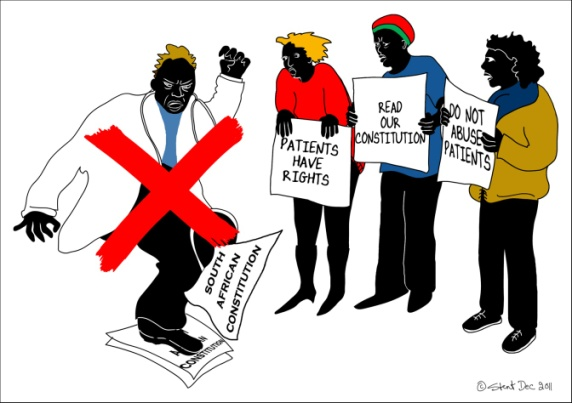 PATIENTS
HAVE
RIGHTS
READ
OUR
CONSTITUTION
DO NOT
ABUSE
PATIENTS
SOUTH
AFRICAN
CONSTITUTION
CONSTITUTION
© Stent Dec. 2011